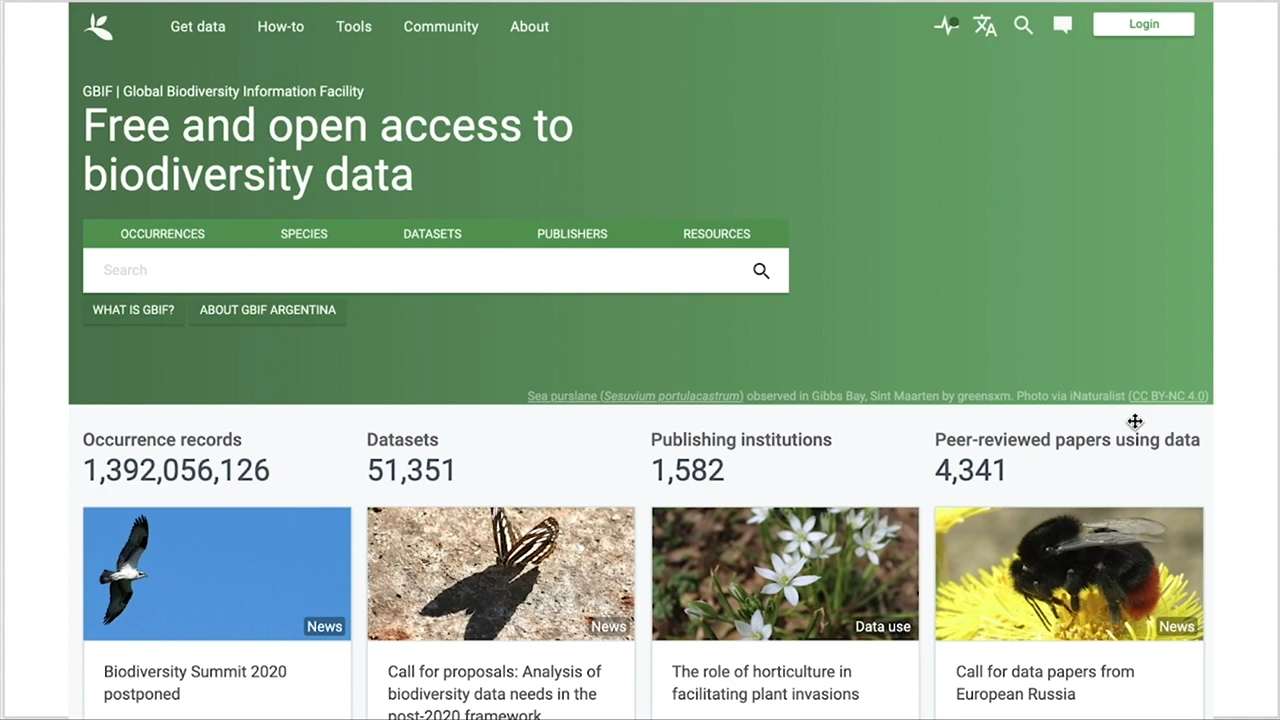 Get data How-to Tools Community About Login
GBIF | Global Biodiversity Information Facility
Free and open access to
biodiversity data
OCCURRENCES SPECIES DATASETS PUBLISHERS RESOURCES
Search
WHAT IS GBIF? ABOUT GBIF ARGENTINA
Sea purslane (Sesuvium portulacastrum) observed in Gibbs Bay, Sint Maarten by greensxm. Photo via iNaturalist (CC BY-NC 4.0)
Occurrence records
1,392,056,126
Datasets
51,351
Publishing institutions
1,582
Peer-reviewed papers using data
4,341
News
Biodiversity Summit 2020
postponed
News
Call for proposals: Analysis of
biodiversity data needs in the
post-2020 framework
Data use
The role of horticulture in
facilitating plant invasions
News
Call for data papers from
European Russia